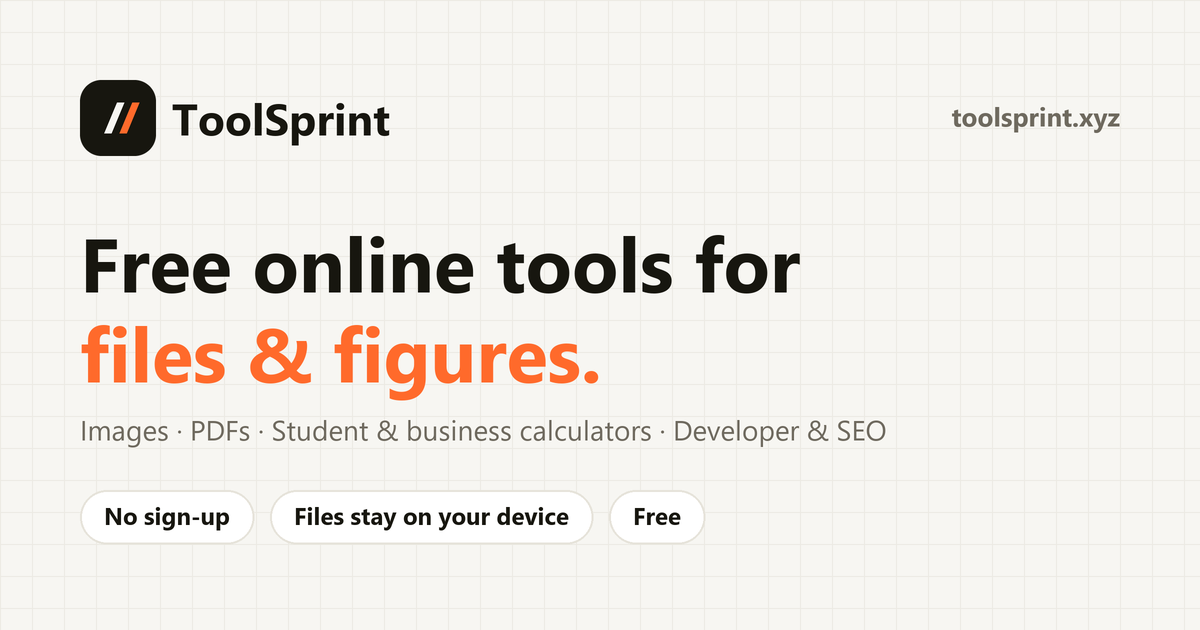 ToolSprint
toolsprint.xyz
Free online tools for
files & figures.
Images · PDFs · Student & business calculators · Developer & SEO
No sign-up
Files stay on your device
Free